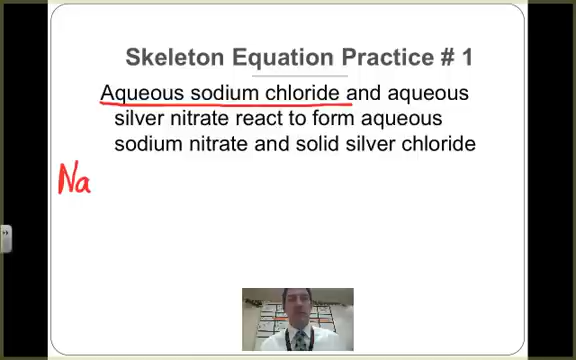 Skeleton Equation Practice # 1
Aqueous sodium chloride and aqueous
silver nitrate react to form aqueous
sodium nitrate and solid silver chloride
Na